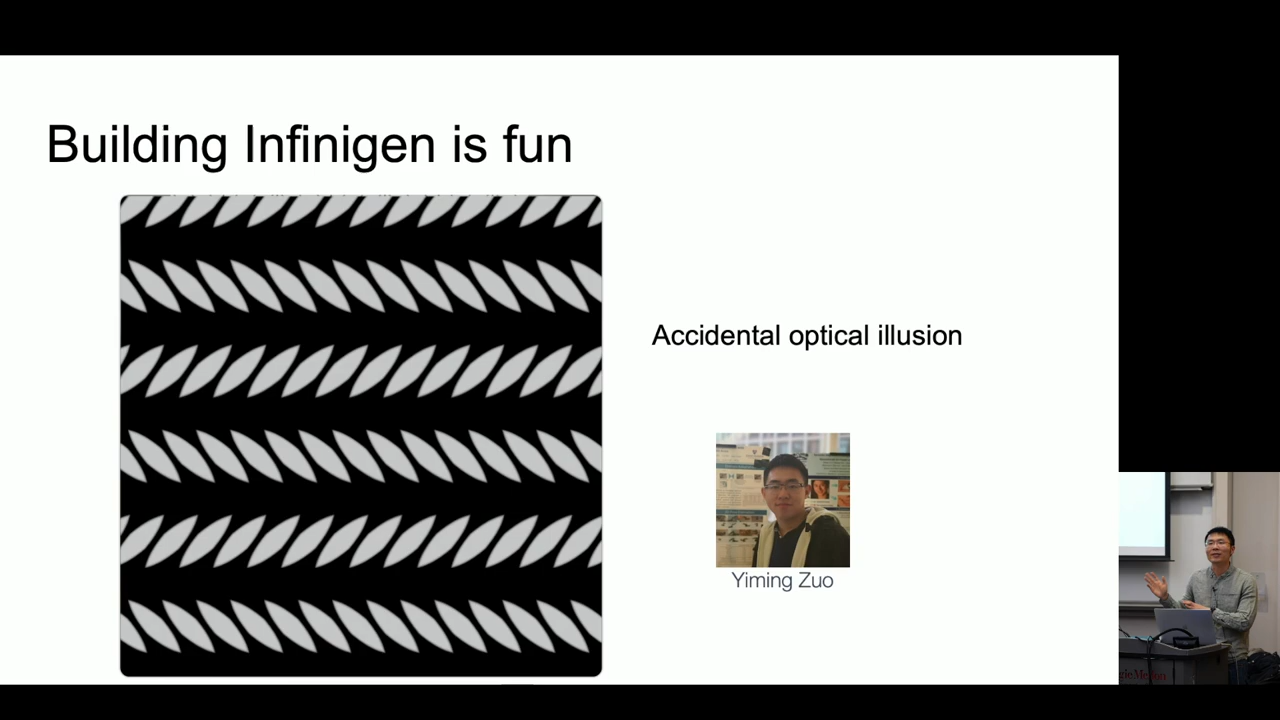 Building Infinigen is fun
Accidental optical illusion
Yiming Zuo